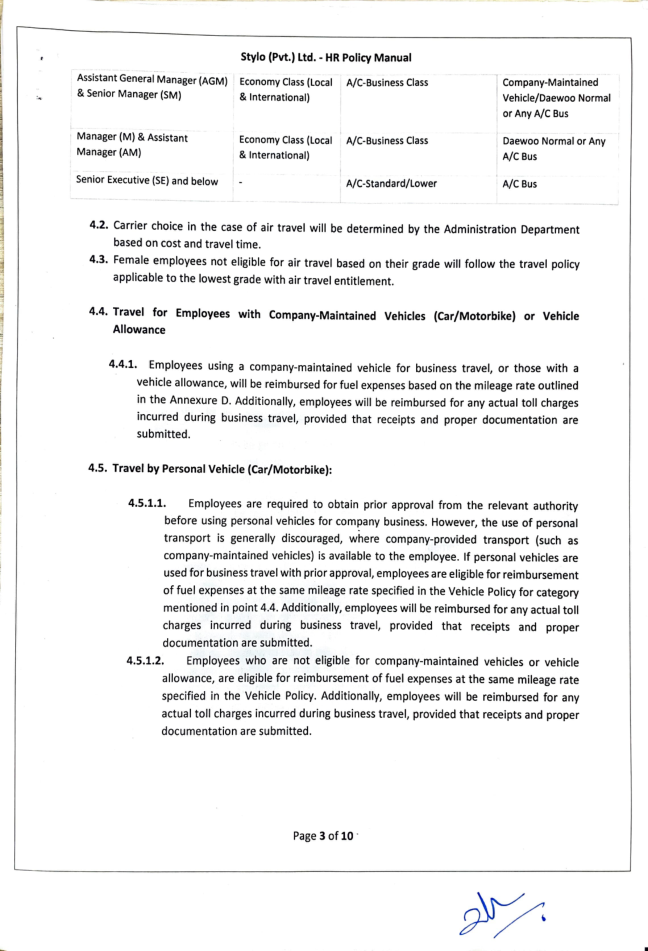 Stylo (Pvt.) Ltd. - HR Policy Manual
Assistant General Manager (AGM) & Senior Manager (SM) | Economy Class (Local & International) | A/C-Business Class | Company-Maintained Vehicle/Daewoo Normal or Any A/C Bus
Manager (M) & Assistant Manager (AM) | Economy Class (Local & International) | A/C-Business Class | Daewoo Normal or Any A/C Bus
Senior Executive (SE) and below | - | A/C-Standard/Lower | A/C Bus
4.2. Carrier choice in the case of air travel will be determined by the Administration Department
based on cost and travel time.
4.3. Female employees not eligible for air travel based on their grade will follow the travel policy
applicable to the lowest grade with air travel entitlement.
4.4. Travel for Employees with Company-Maintained Vehicles (Car/Motorbike) or Vehicle
Allowance
4.4.1. Employees using a company-maintained vehicle for business travel, or those with a
vehicle allowance, will be reimbursed for fuel expenses based on the mileage rate outlined
in the Annexure D. Additionally, employees will be reimbursed for any actual toll charges
incurred during business travel, provided that receipts and proper documentation are
submitted.
4.5. Travel by Personal Vehicle (Car/Motorbike):
4.5.1.1. Employees are required to obtain prior approval from the relevant authority
before using personal vehicles for company business. However, the use of personal
transport is generally discouraged, where company-provided transport (such as
company-maintained vehicles) is available to the employee. If personal vehicles are
used for business travel with prior approval, employees are eligible for reimbursement
of fuel expenses at the same mileage rate specified in the Vehicle Policy for category
mentioned in point 4.4. Additionally, employees will be reimbursed for any actual toll
charges incurred during business travel, provided that receipts and proper
documentation are submitted.
4.5.1.2. Employees who are not eligible for company-maintained vehicles or vehicle
allowance, are eligible for reimbursement of fuel expenses at the same mileage rate
specified in the Vehicle Policy. Additionally, employees will be reimbursed for any
actual toll charges incurred during business travel, provided that receipts and proper
documentation are submitted.
Page 3 of 10